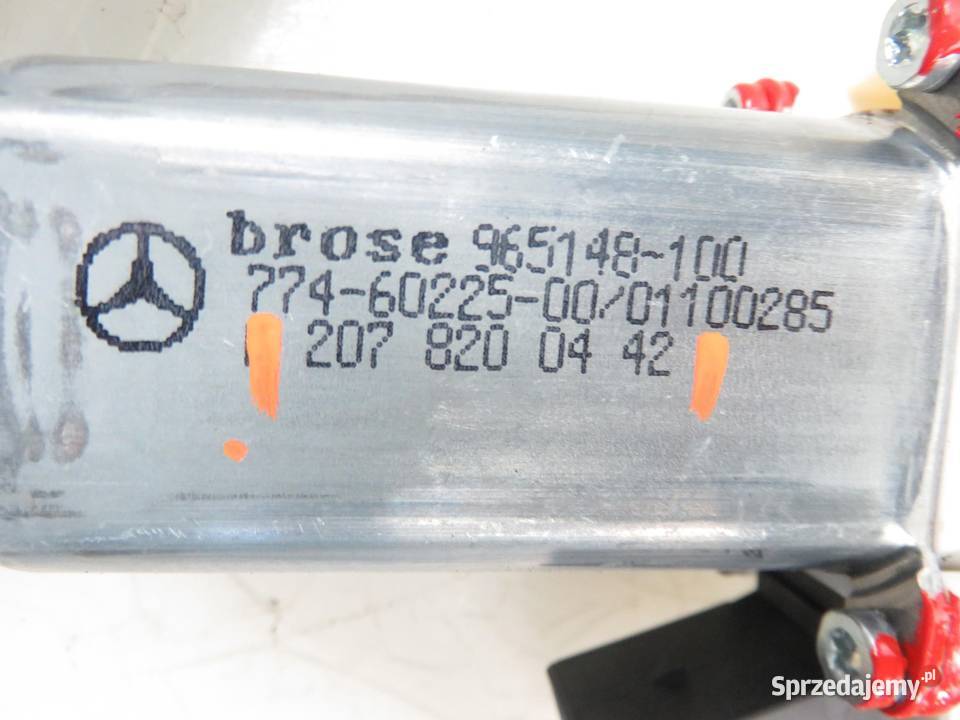 brose 965148-100
774-60225-00/01100285
207 820 04 42
Sprzedajemy.pl